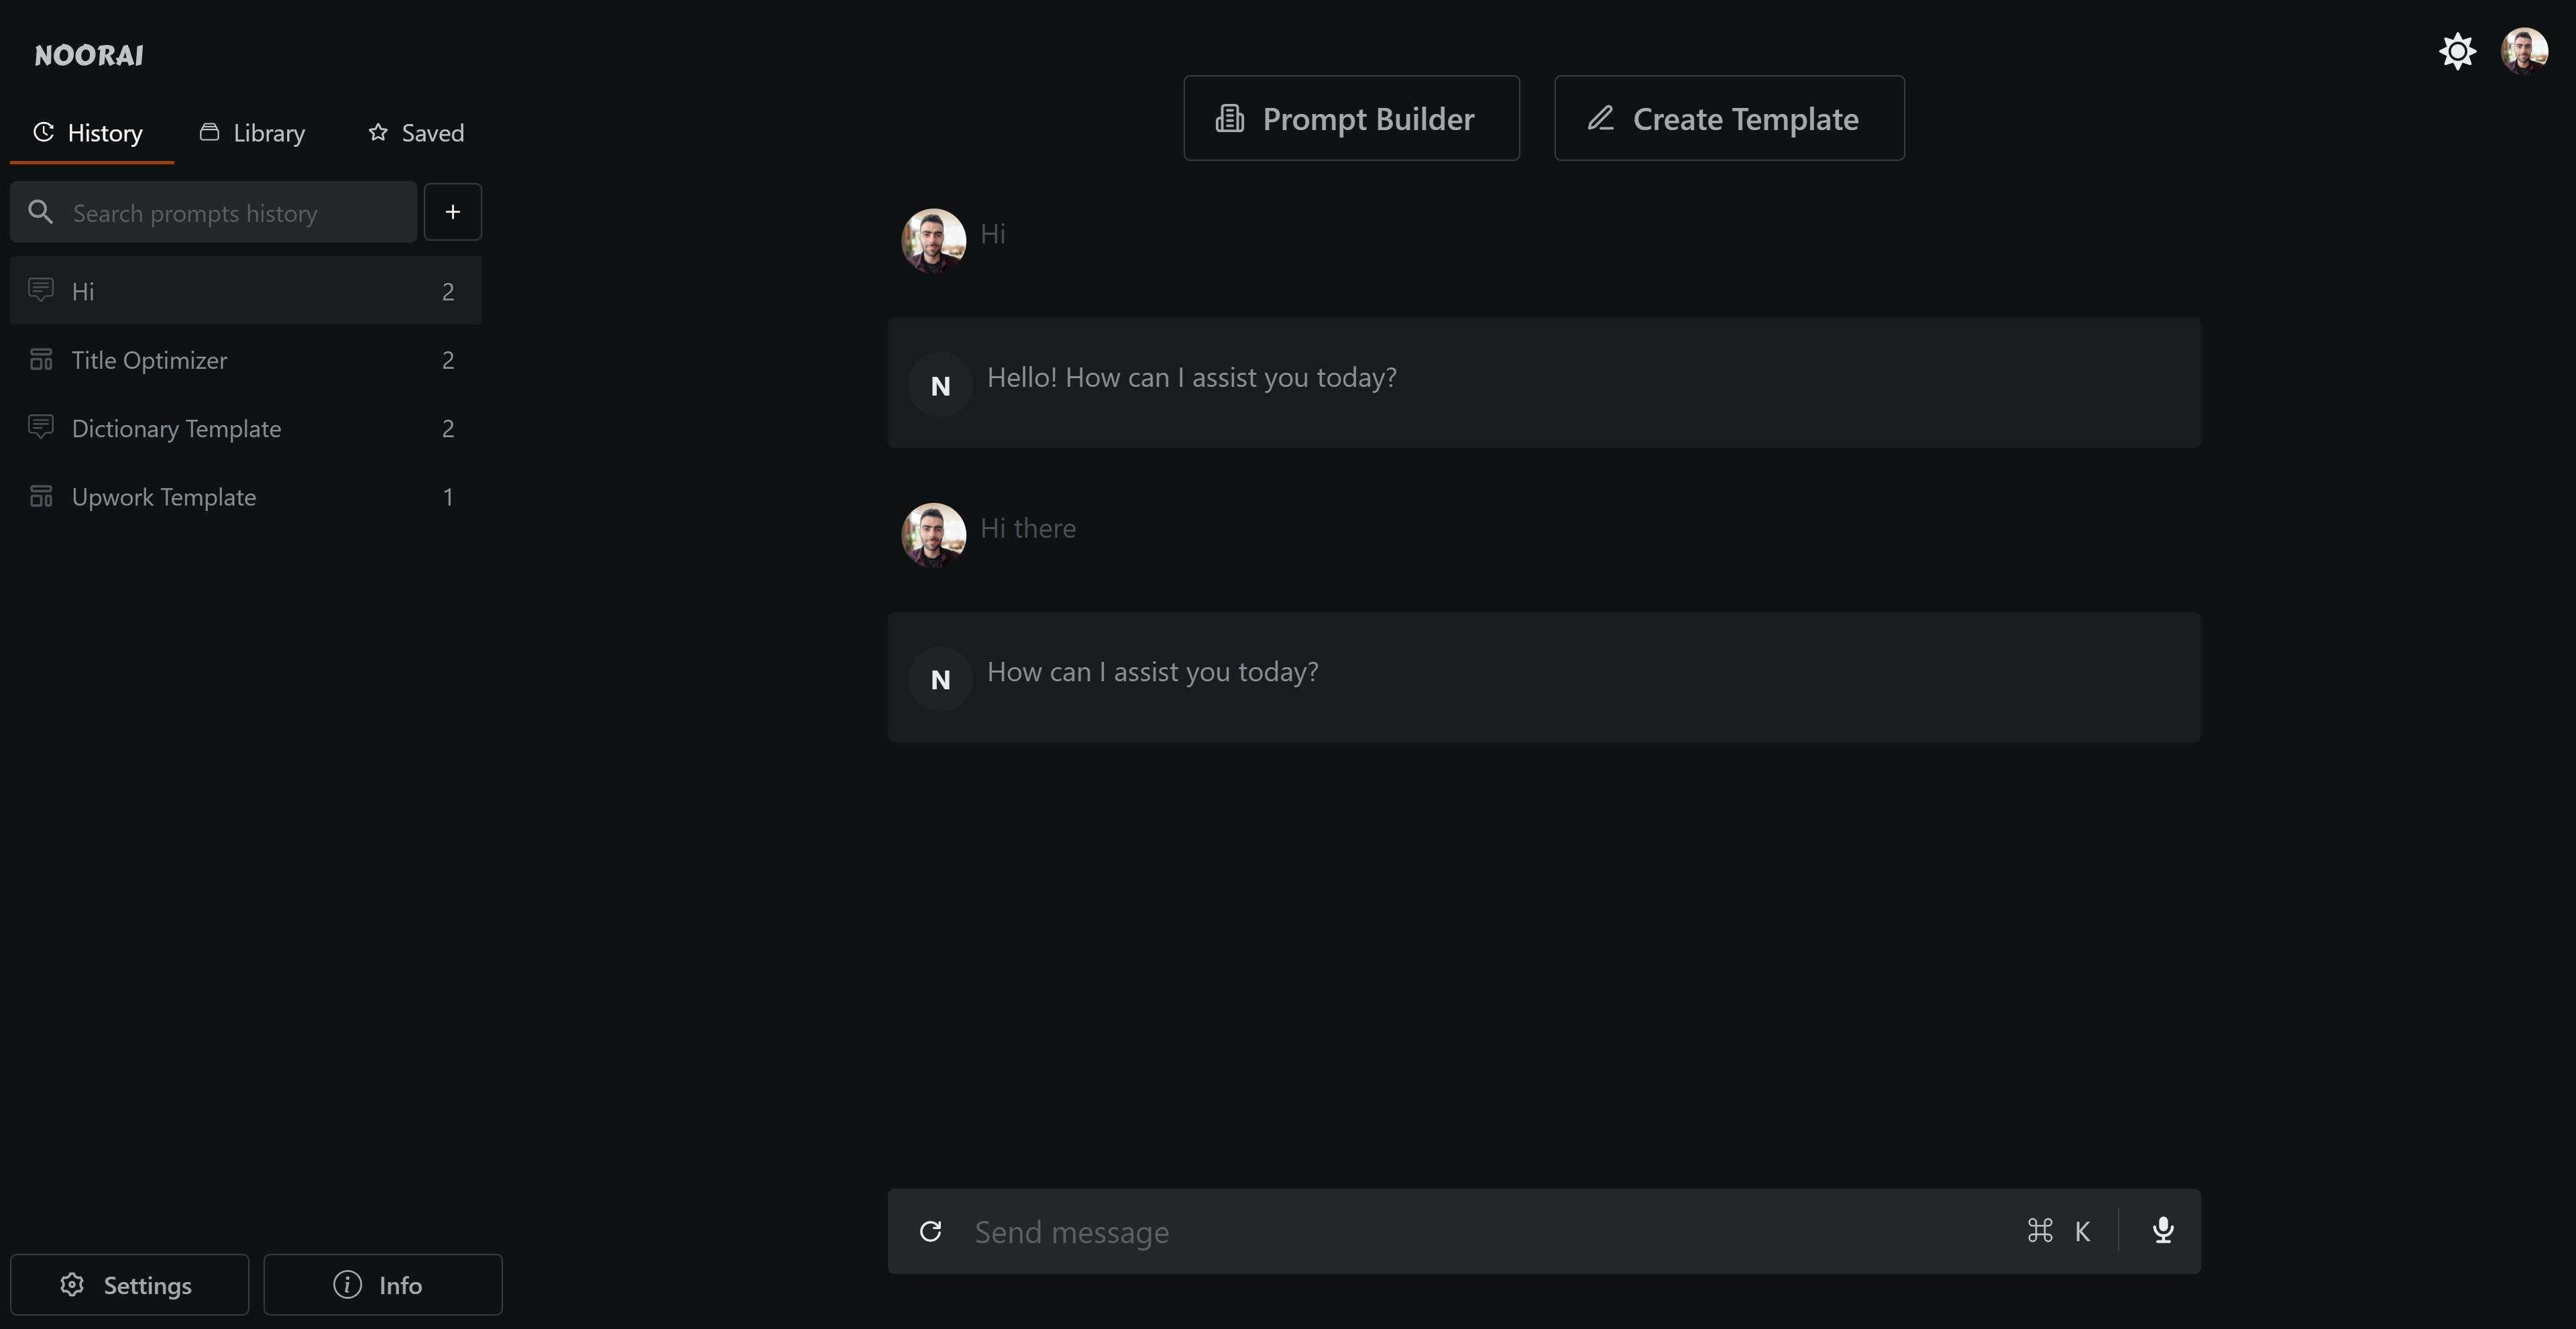 NOORAI
History
Library
Saved
Search prompts history
+
Hi 2
Title Optimizer 2
Dictionary Template 2
Upwork Template 1
Settings
Info
Prompt Builder
Create Template
Hi
N
Hello! How can I assist you today?
Hi there
N
How can I assist you today?
Send message
⌘ K